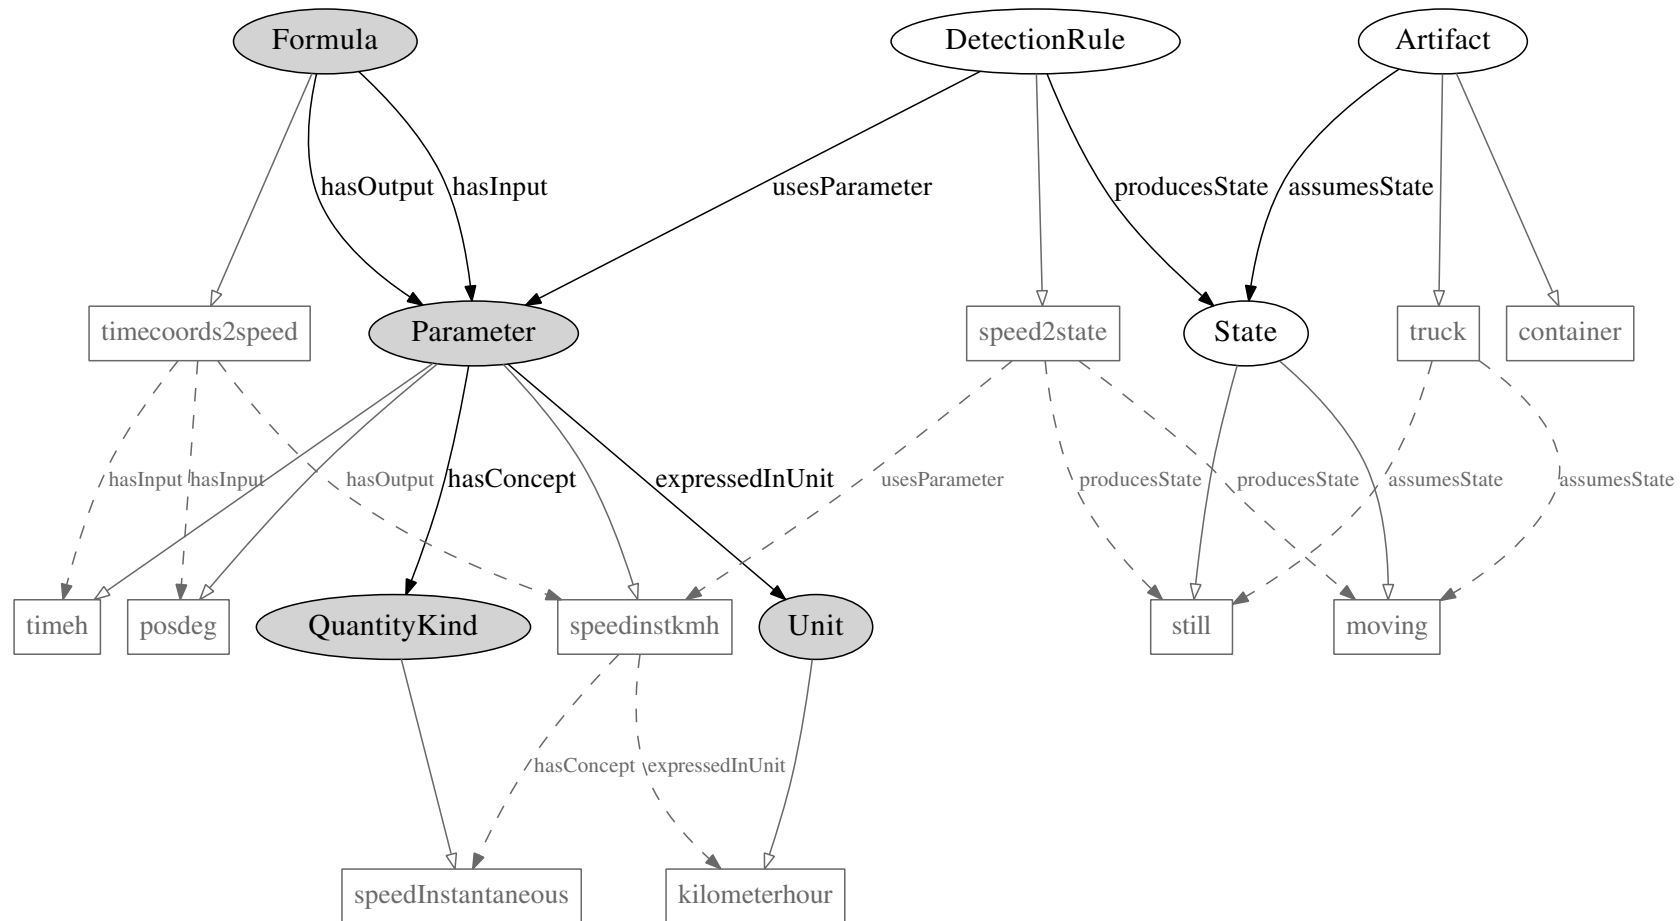 Formula
DetectionRule
Artifact
hasOutput
hasInput
usesParameter
producesState
assumesState
timecoords2speed
Parameter
speed2state
State
truck
container
hasInput
hasInput
hasOutput
hasConcept
expressedInUnit
usesParameter
producesState
producesState
assumesState
assumesState
timeh
posdeg
QuantityKind
speedinstkmh
Unit
still
moving
hasConcept
expressedInUnit
speedInstantaneous
kilometerhour